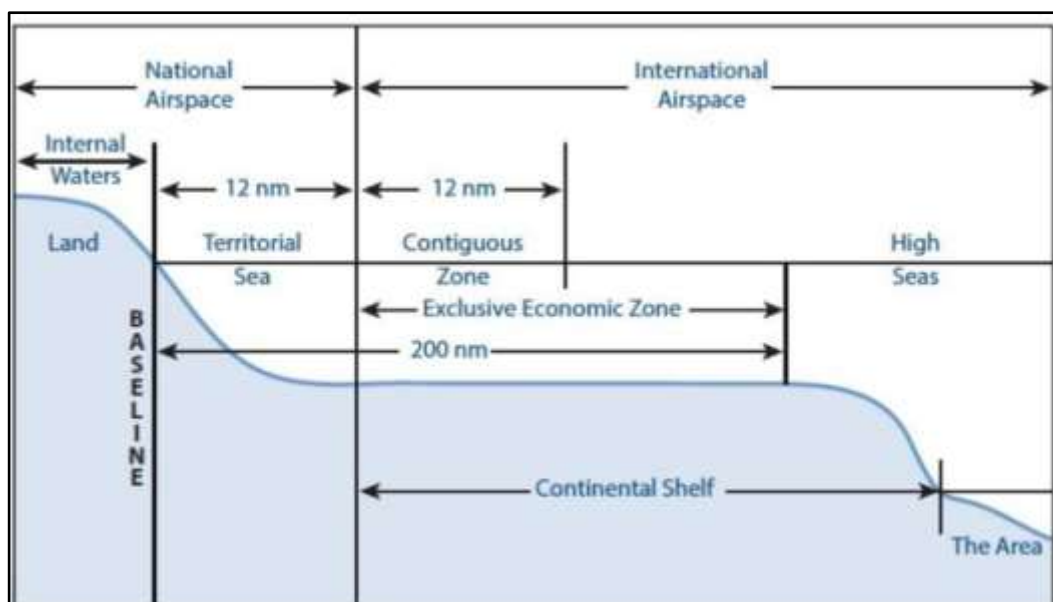 National
Airspace
International
Airspace
Internal
Waters
12 nm
12 nm
Land
Territorial
Sea
Contiguous
Zone
High
Seas
Exclusive Economic Zone
200 nm
BASELINE
Continental Shelf
The Area